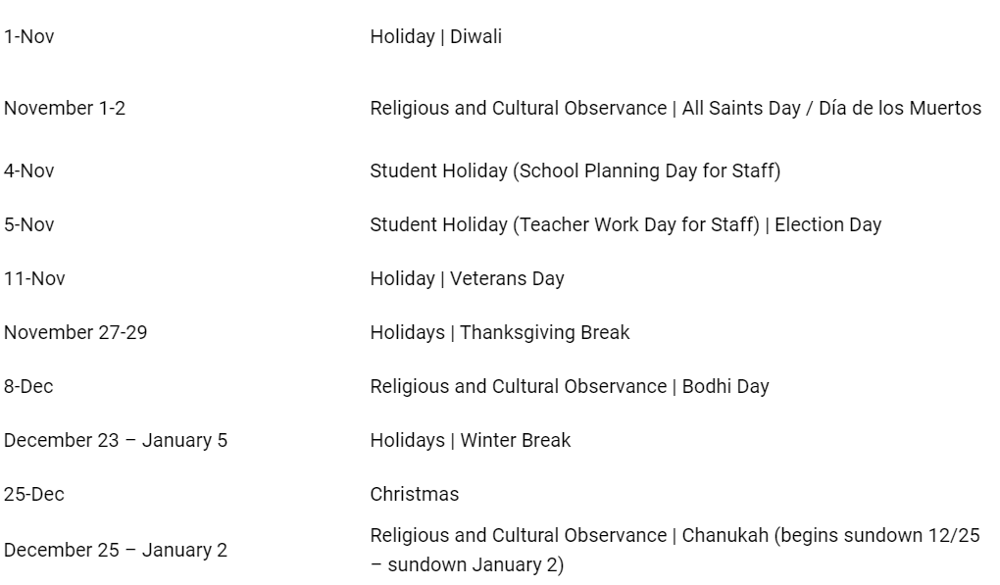 1-Nov Holiday | Diwali
November 1-2 Religious and Cultural Observance | All Saints Day / Día de los Muertos
4-Nov Student Holiday (School Planning Day for Staff)
5-Nov Student Holiday (Teacher Work Day for Staff) | Election Day
11-Nov Holiday | Veterans Day
November 27-29 Holidays | Thanksgiving Break
8-Dec Religious and Cultural Observance | Bodhi Day
December 23 – January 5 Holidays | Winter Break
25-Dec Christmas
December 25 – January 2 Religious and Cultural Observance | Chanukah (begins sundown 12/25
– sundown January 2)